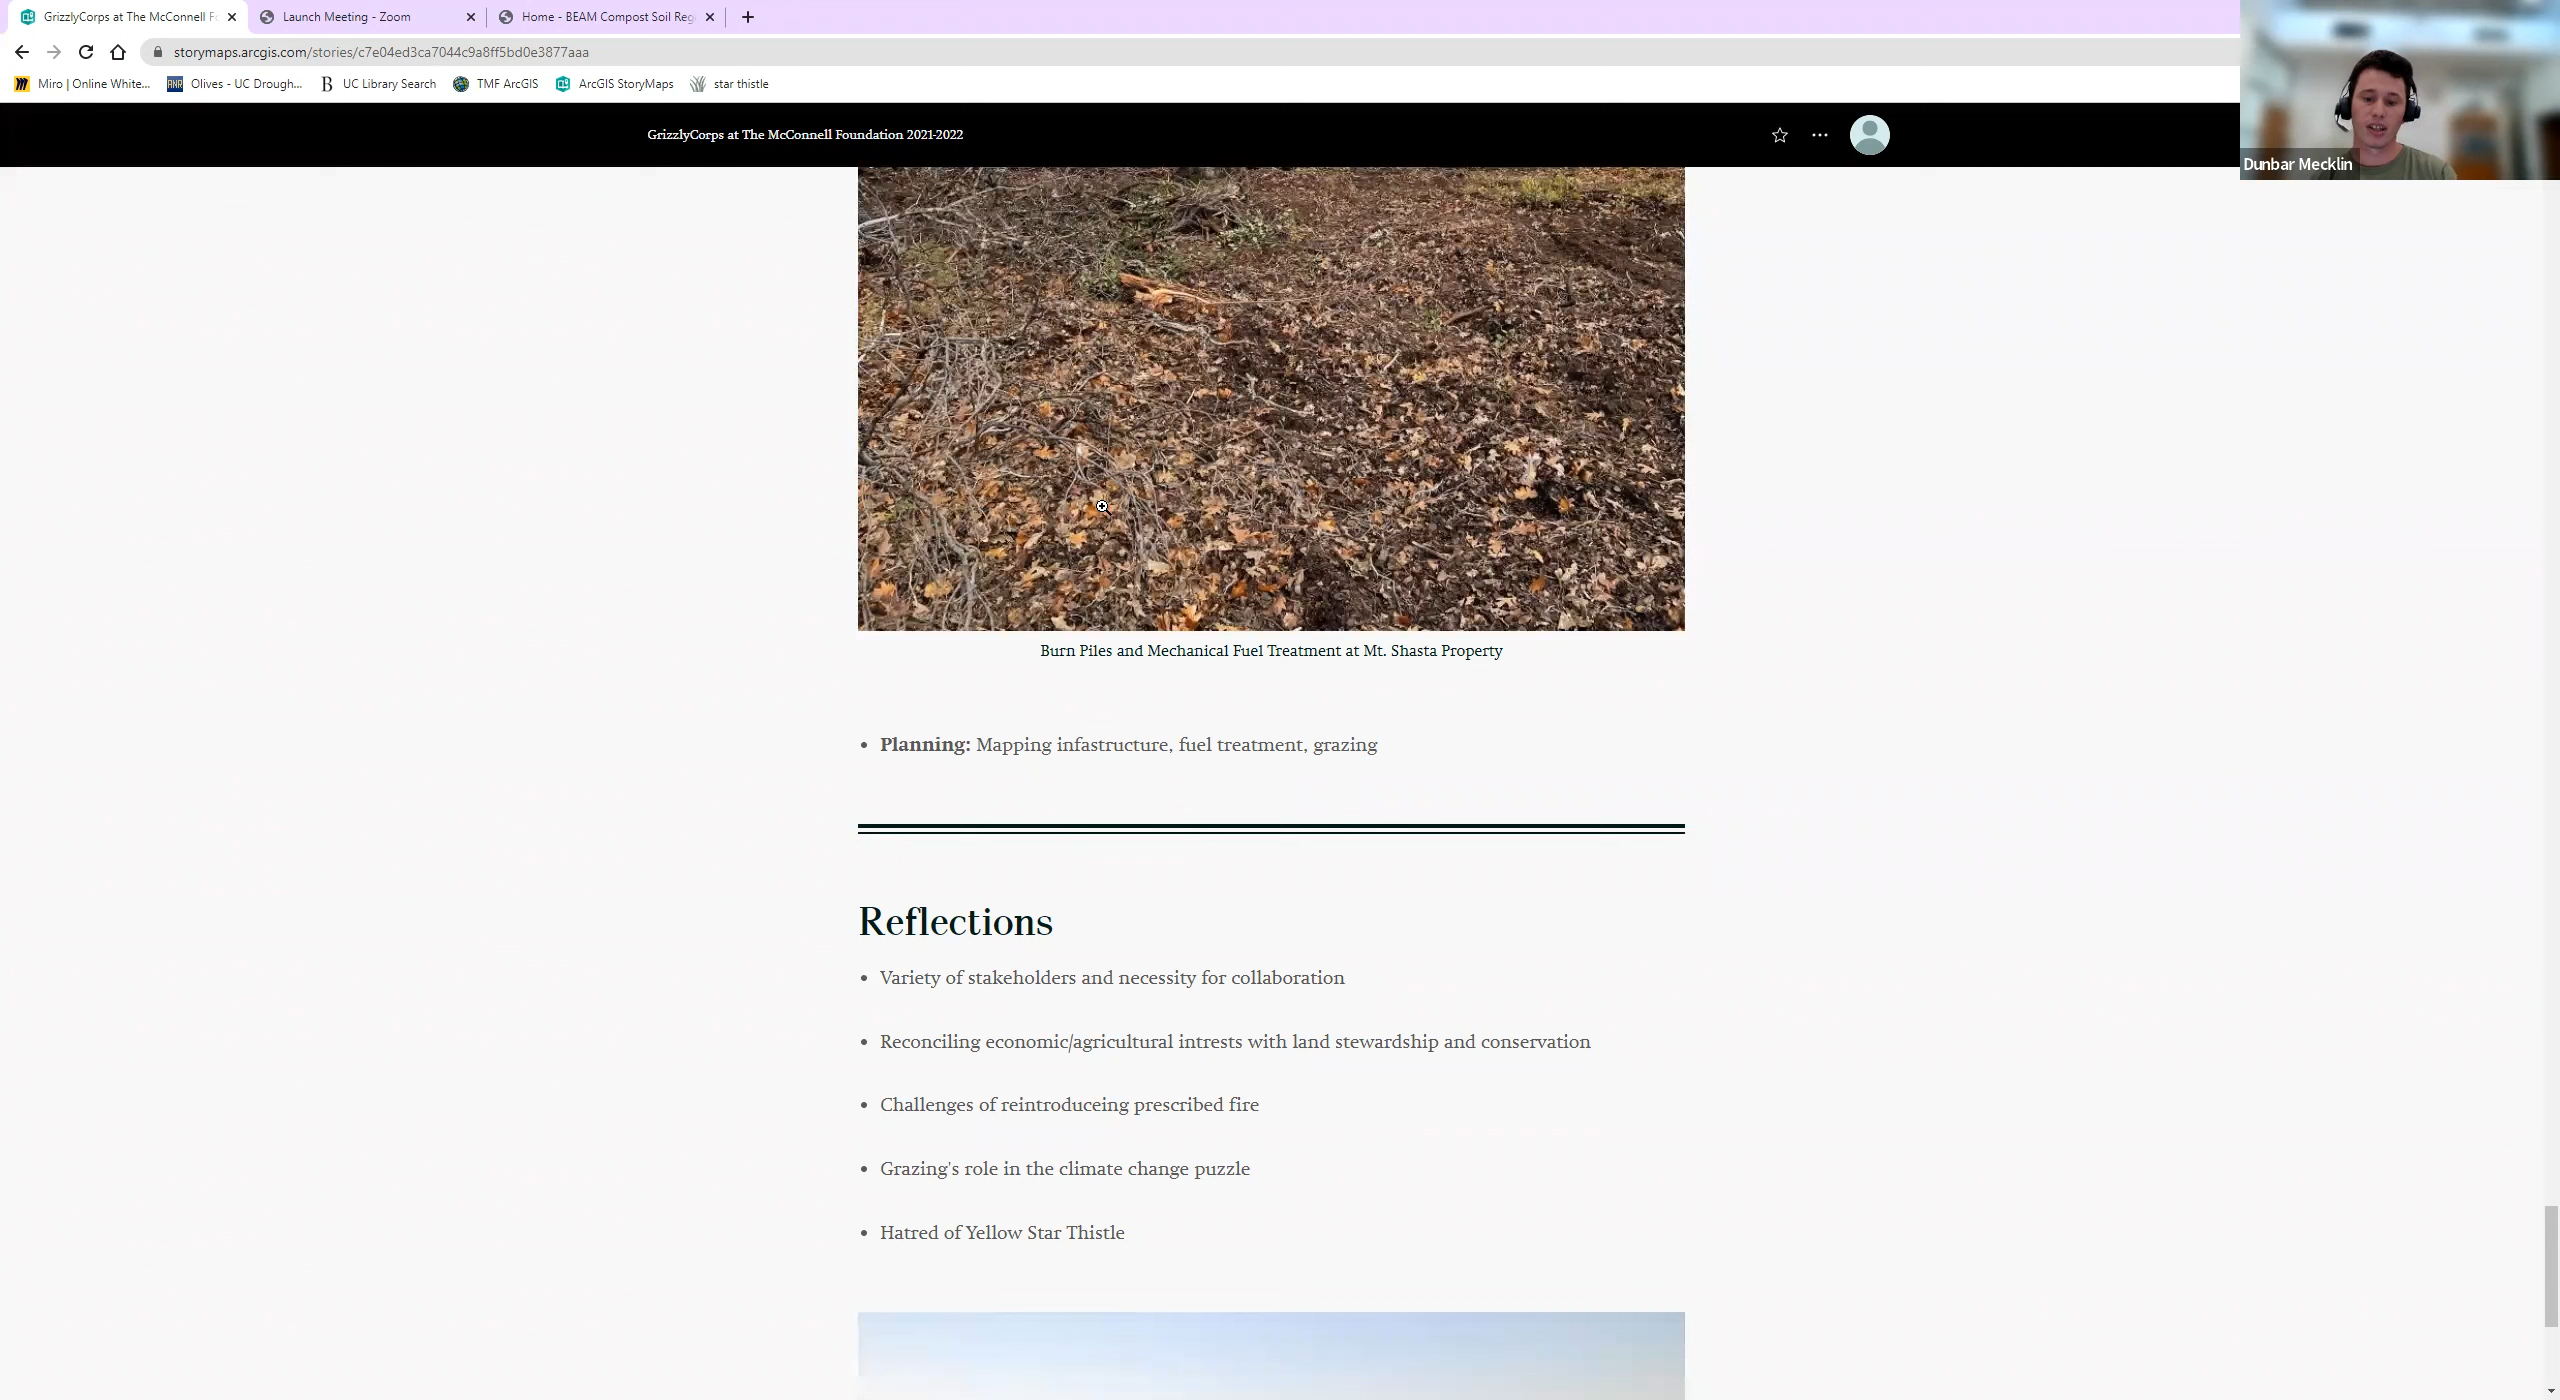 GrizzlyCorps at The McConnell Fo
Launch Meeting - Zoom
Home - BEAM Compost Soil Reg
storymaps.arcgis.com/stories/c7e04ed3ca7044c9a8ff5bd0e3877aaa
Miro | Online White...
Olives - UC Drough...
UC Library Search
TMF ArcGIS
ArcGIS StoryMaps
star thistle
GrizzlyCorps at The McConnell Foundation 2021-2022
Dunbar Mecklin
Burn Piles and Mechanical Fuel Treatment at Mt. Shasta Property
• Planning: Mapping infastructure, fuel treatment, grazing
Reflections
• Variety of stakeholders and necessity for collaboration
• Reconciling economic/agricultural intrests with land stewardship and conservation
• Challenges of reintroduceing prescribed fire
• Grazing's role in the climate change puzzle
• Hatred of Yellow Star Thistle